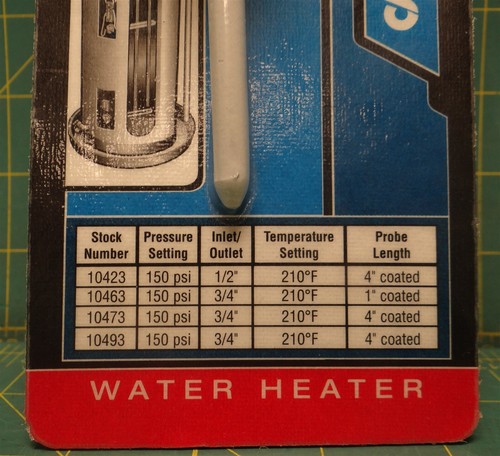 Stock Number Pressure Setting Inlet/ Outlet Temperature Setting Probe Length
10423 150 psi 1/2" 210°F 4" coated
10463 150 psi 3/4" 210°F 1" coated
10473 150 psi 3/4" 210°F 4" coated
10493 150 psi 3/4" 210°F 4" coated
WATER HEATER